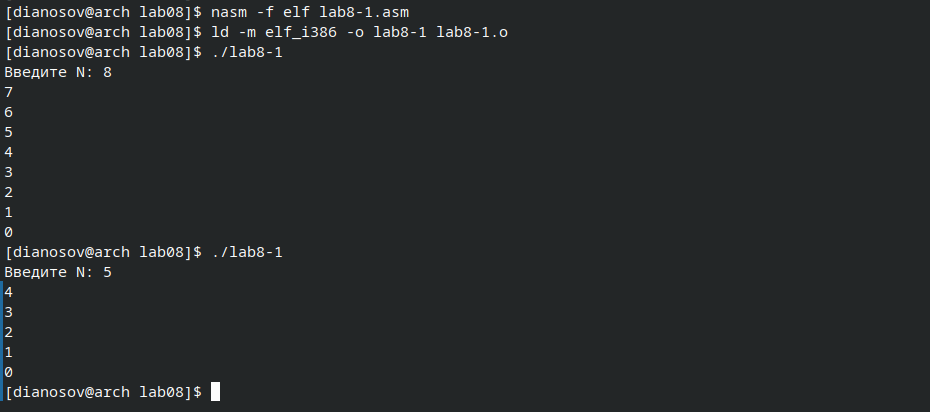 [dianosov@arch lab08]$ nasm -f elf lab8-1.asm
[dianosov@arch lab08]$ ld -m elf_i386 -o lab8-1 lab8-1.o
[dianosov@arch lab08]$ ./lab8-1
Введите N: 8
7
6
5
4
3
2
1
0
[dianosov@arch lab08]$ ./lab8-1
Введите N: 5
4
3
2
1
0
[dianosov@arch lab08]$